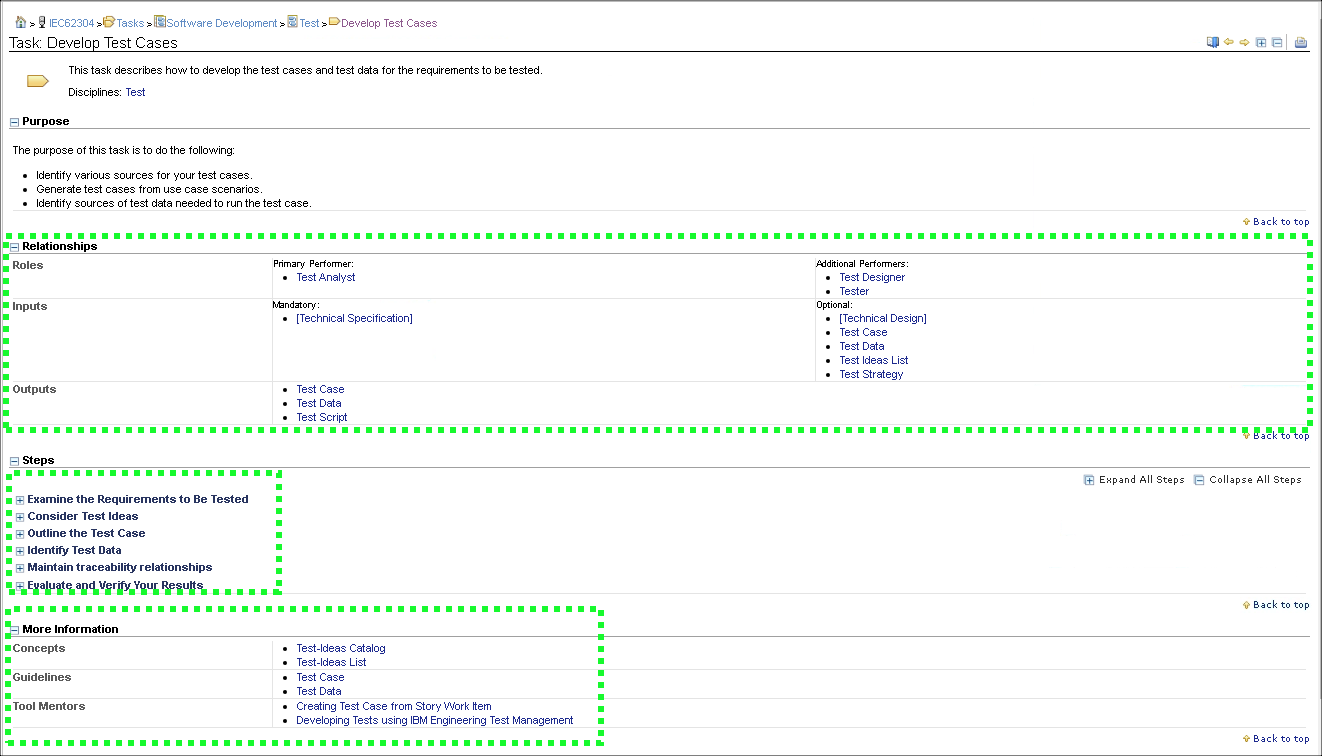 > IEC62304 > Tasks > Software Development > Test > Develop Test Cases
Task: Develop Test Cases
This task describes how to develop the test cases and test data for the requirements to be tested.
Disciplines: Test
Purpose
The purpose of this task is to do the following:
• Identify various sources for your test cases.
• Generate test cases from use case scenarios.
• Identify sources of test data needed to run the test case.
Back to top
Relationships
Roles
Primary Performer:
• Test Analyst
Additional Performers:
• Test Designer
• Tester
Inputs
Mandatory:
• [Technical Specification]
Optional:
• [Technical Design]
• Test Case
• Test Data
• Test Ideas List
• Test Strategy
Outputs
• Test Case
• Test Data
• Test Script
Back to top
Steps
Expand All Steps Collapse All Steps
Examine the Requirements to Be Tested
Consider Test Ideas
Outline the Test Case
Identify Test Data
Maintain traceability relationships
Evaluate and Verify Your Results
Back to top
More Information
Concepts
• Test-Ideas Catalog
• Test-Ideas List
Guidelines
• Test Case
• Test Data
Tool Mentors
• Creating Test Case from Story Work Item
• Developing Tests using IBM Engineering Test Management
Back to top